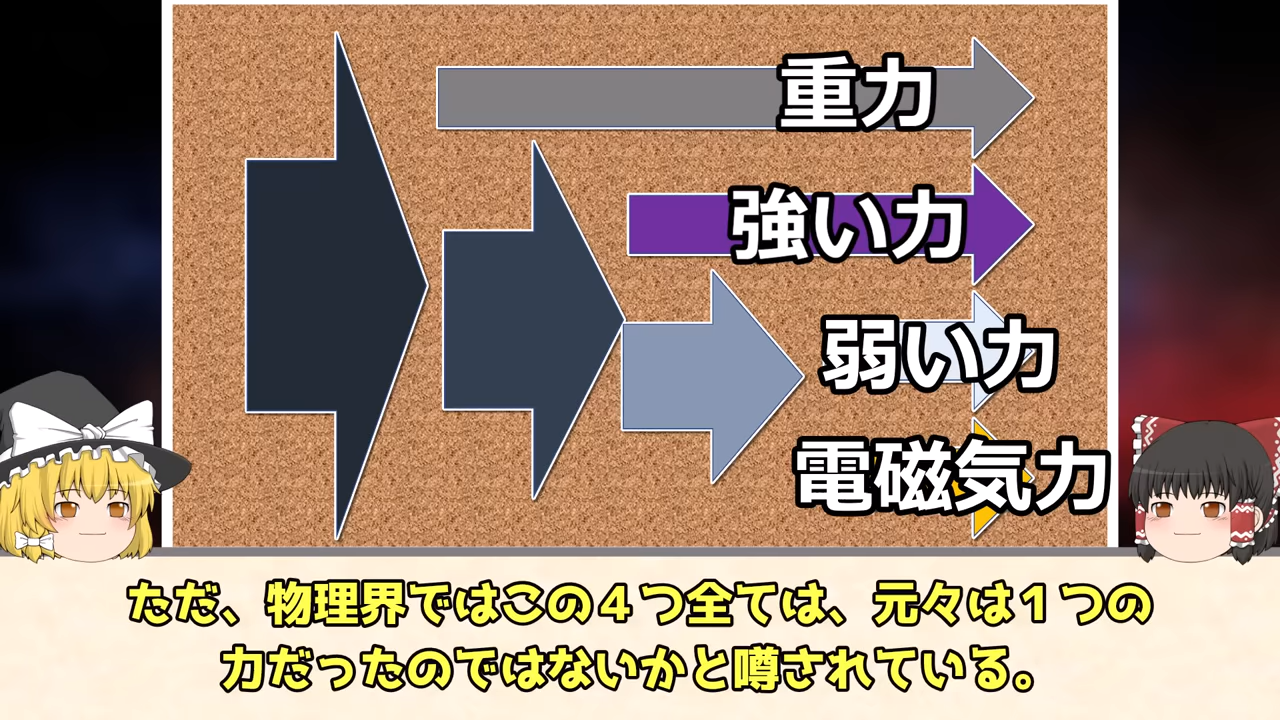 重力
強い力
弱い力
電磁気力
ただ、物理界ではこの４つ全ては、元々は１つの
力だったのではないかと噂されている。